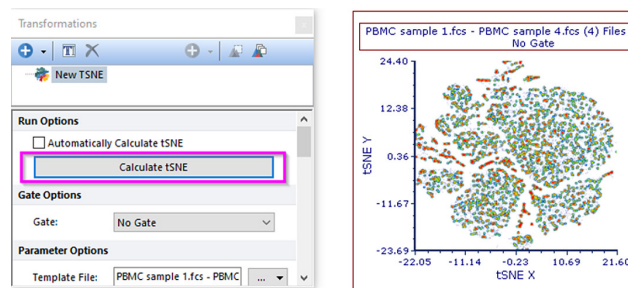 Transformations
New TSNE
Run Options
Automatically Calculate tSNE
Calculate tSNE
Gate Options
Gate: No Gate
Parameter Options
Template File: PBMC sample 1.fcs - PBMC ...
PBMC sample 1.fcs - PBMC sample 4.fcs (4) Files
No Gate
24.40
12.38
0.36
-11.67
-23.69
tSNE Y
-22.05 -11.14 -0.23 10.69 21.60
tSNE X